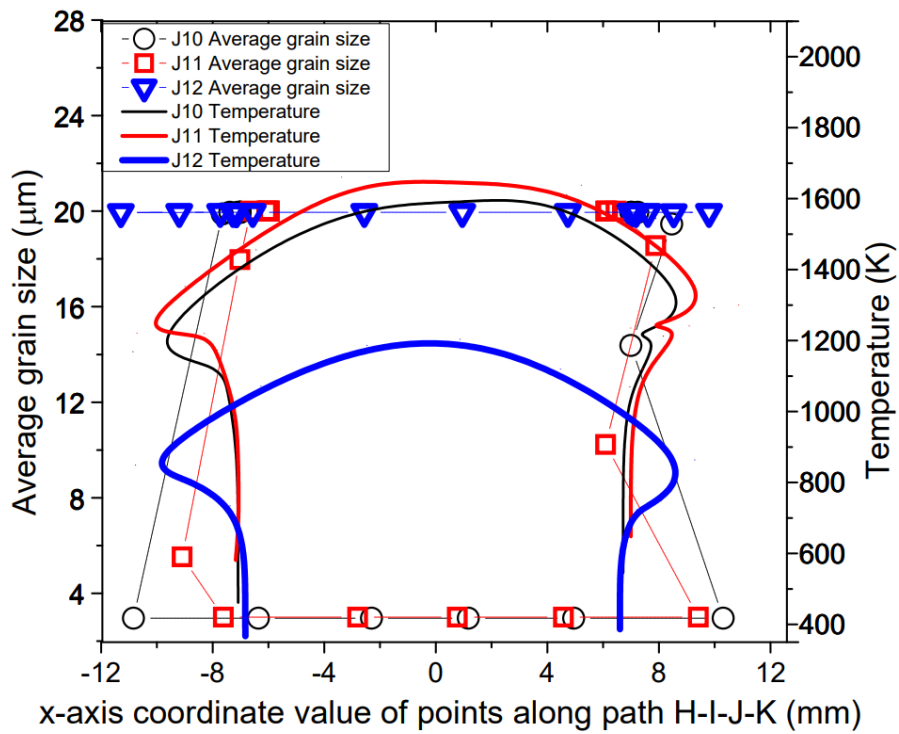 28
24
20
16
12
8
4
Average grain size (μm)
J10 Average grain size
J11 Average grain size
J12 Average grain size
J10 Temperature
J11 Temperature
J12 Temperature
2000
1800
1600
1400
1200
1000
800
600
400
Temperature (K)
-12 -8 -4 0 4 8 12
x-axis coordinate value of points along path H-I-J-K (mm)